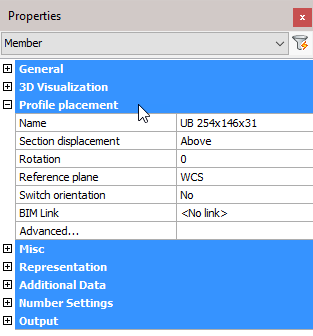 Properties
x
Member
General
3D Visualization
Profile placement
Name UB 254x146x31
Section displacement Above
Rotation 0
Reference plane WCS
Switch orientation No
BIM Link <No link>
Advanced...
Misc
Representation
Additional Data
Number Settings
Output